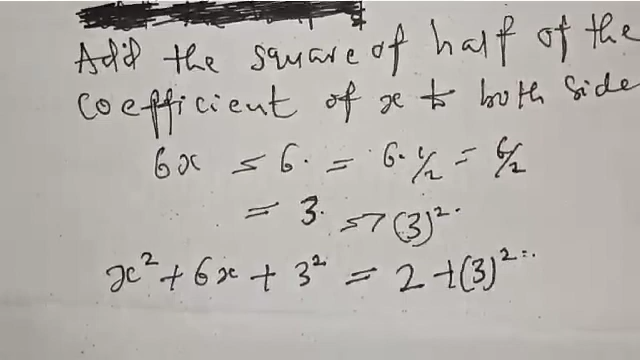 Add the square of half of the
coefficient of x to both side
6x = 6. = 6.1/2 = 6/2
= 3. => (3)².
x² + 6x + 3² = 2 + (3)²